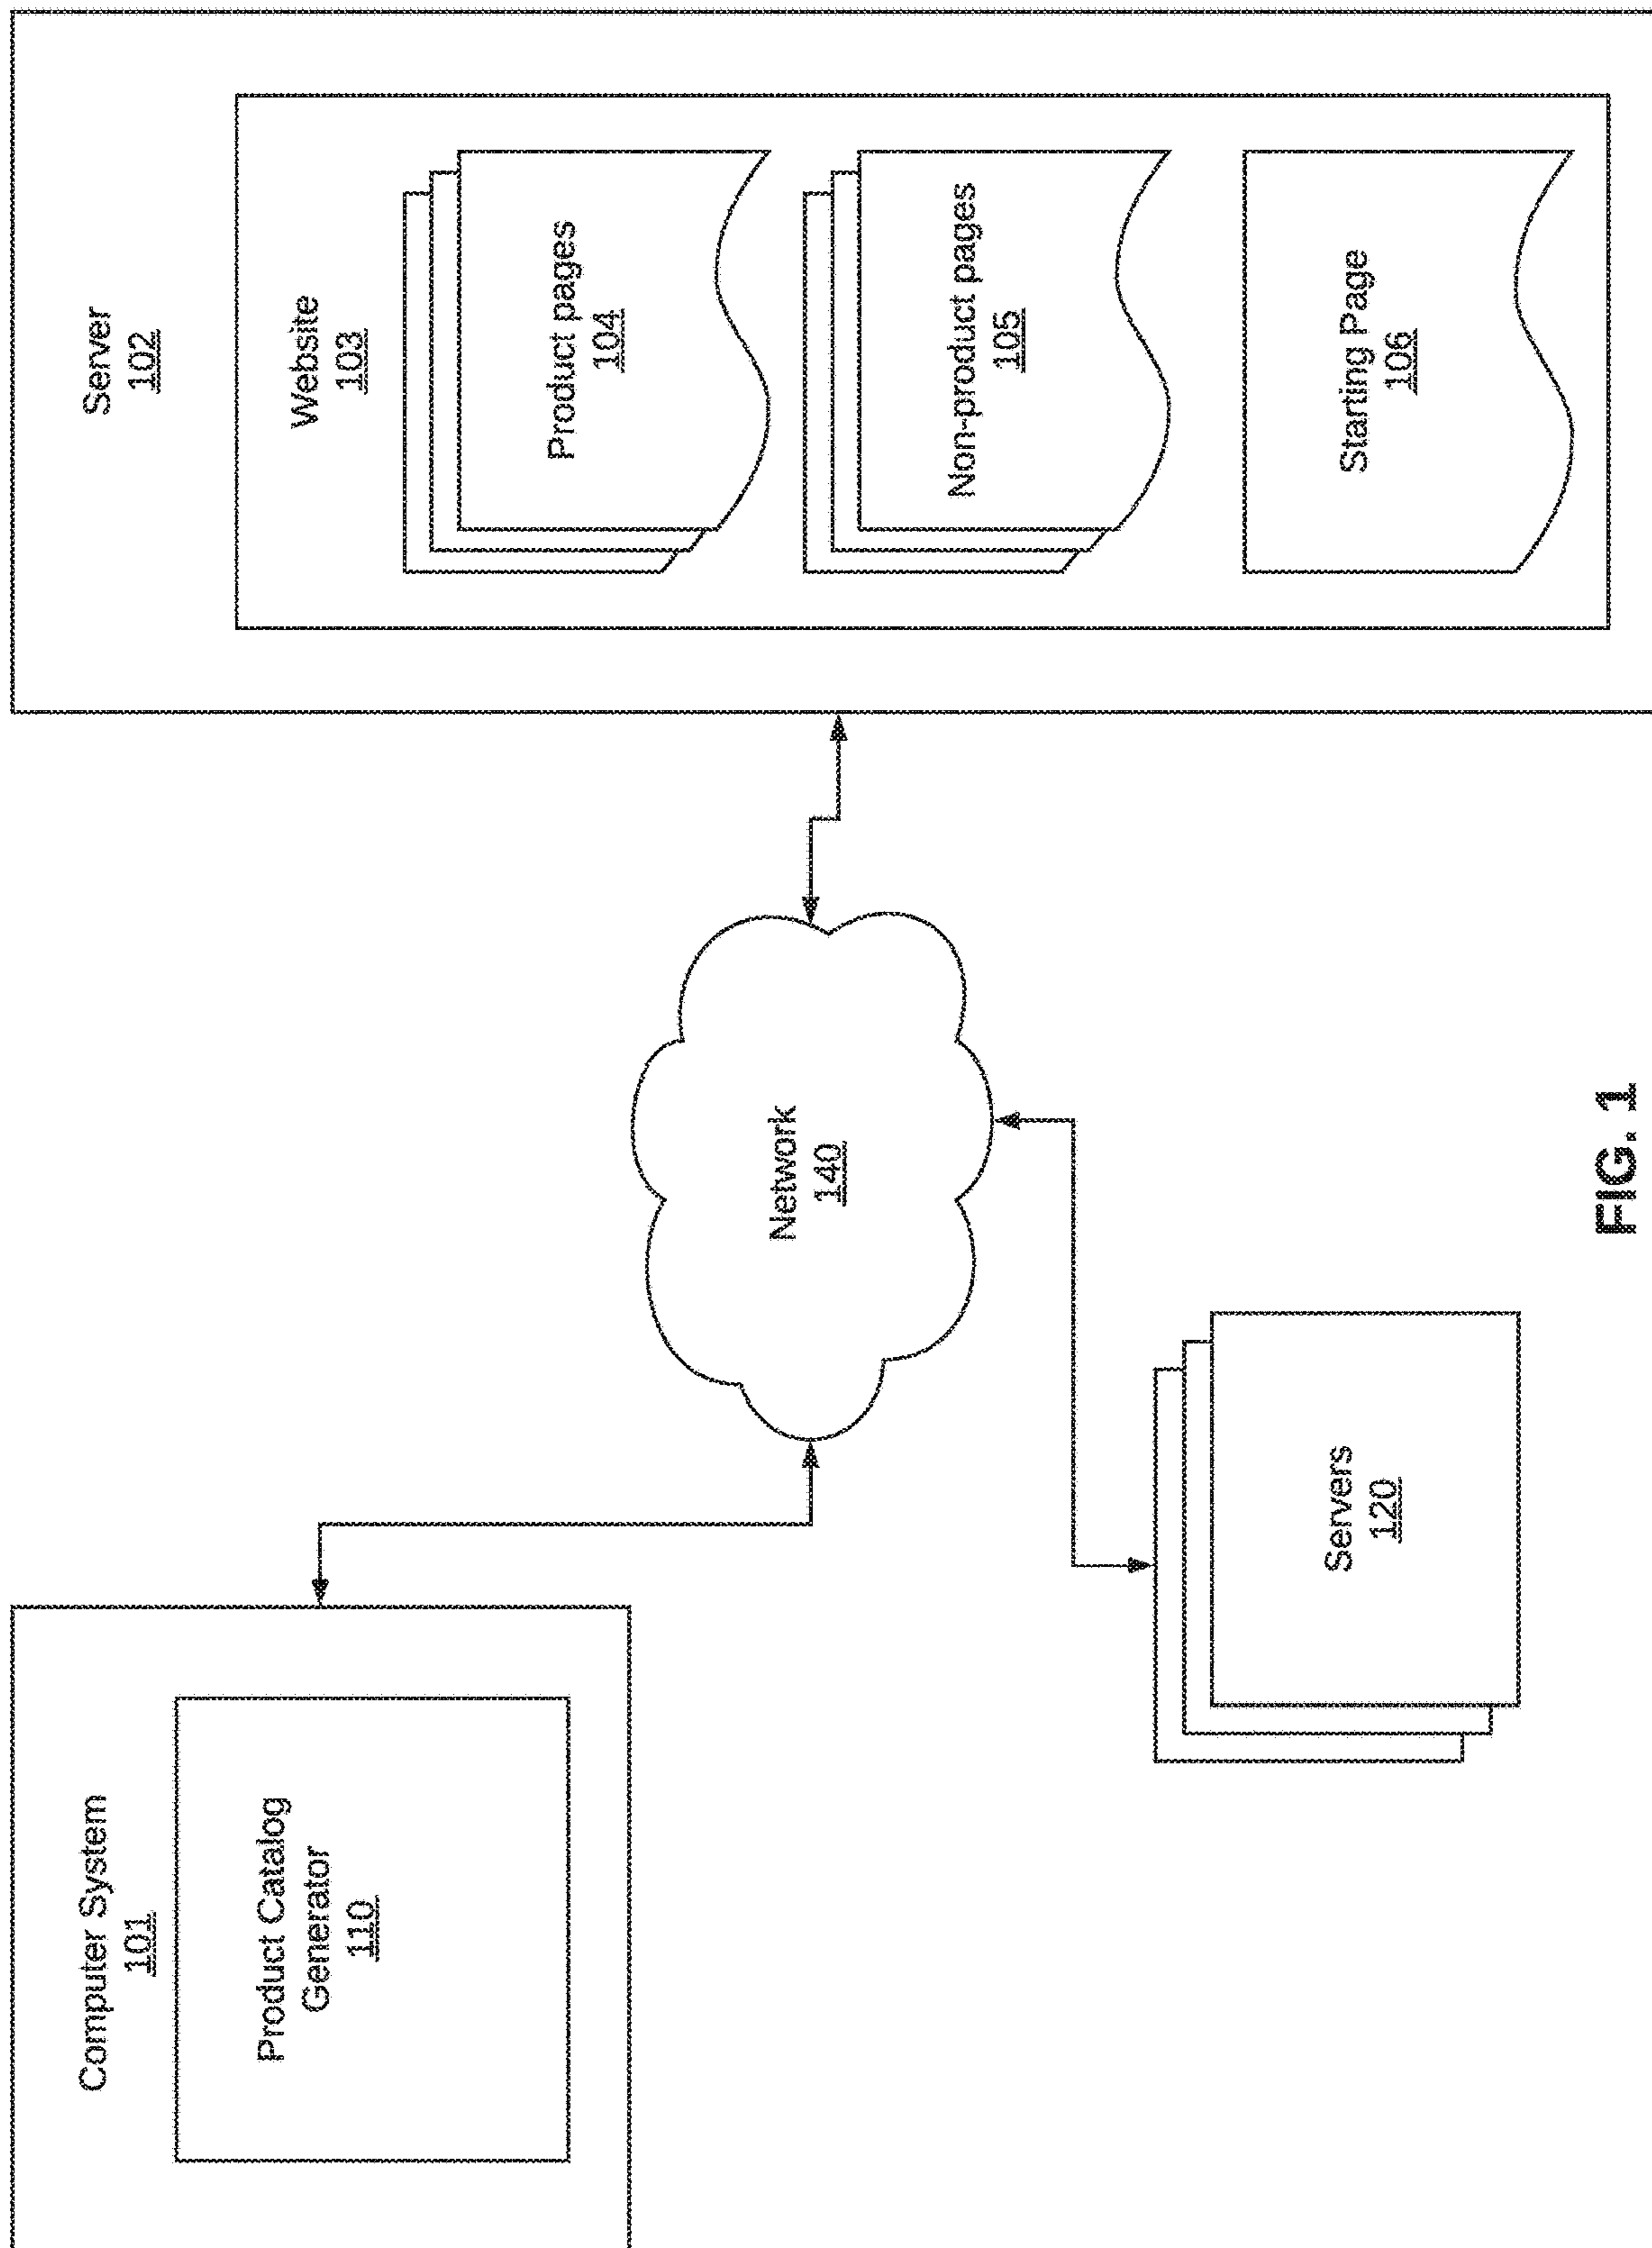 Computer System
101
Product Catalog
Generator
110
Network
140
Servers
120
Server
102
Website
103
Product pages
104
Non-product pages
105
Starting Page
106
FIG. 1